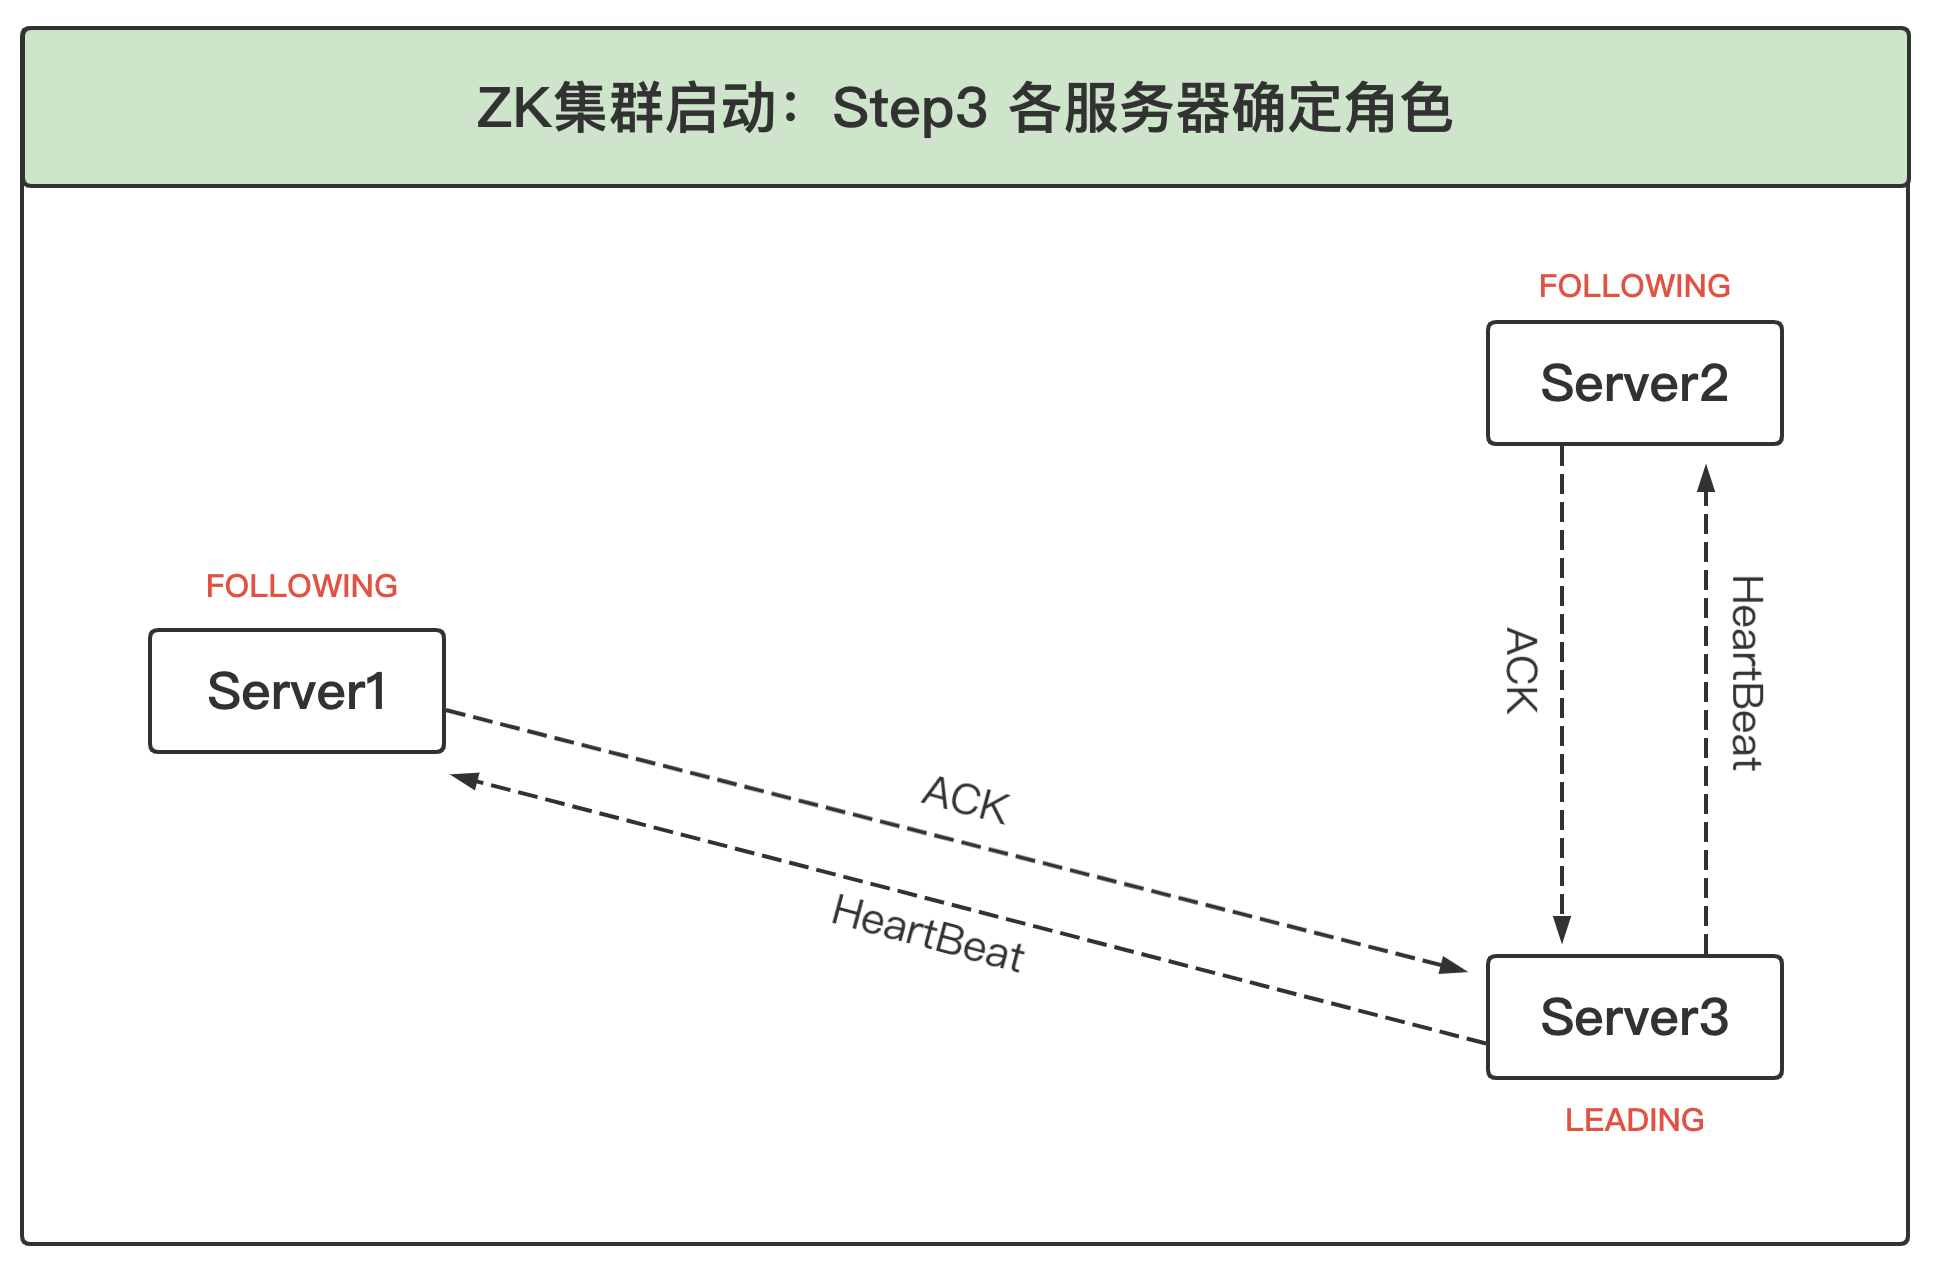 ZK集群启动：Step3 各服务器确定角色
FOLLOWING
Server2
FOLLOWING
Server1
ACK
HeartBeat
ACK
HeartBeat
Server3
LEADING